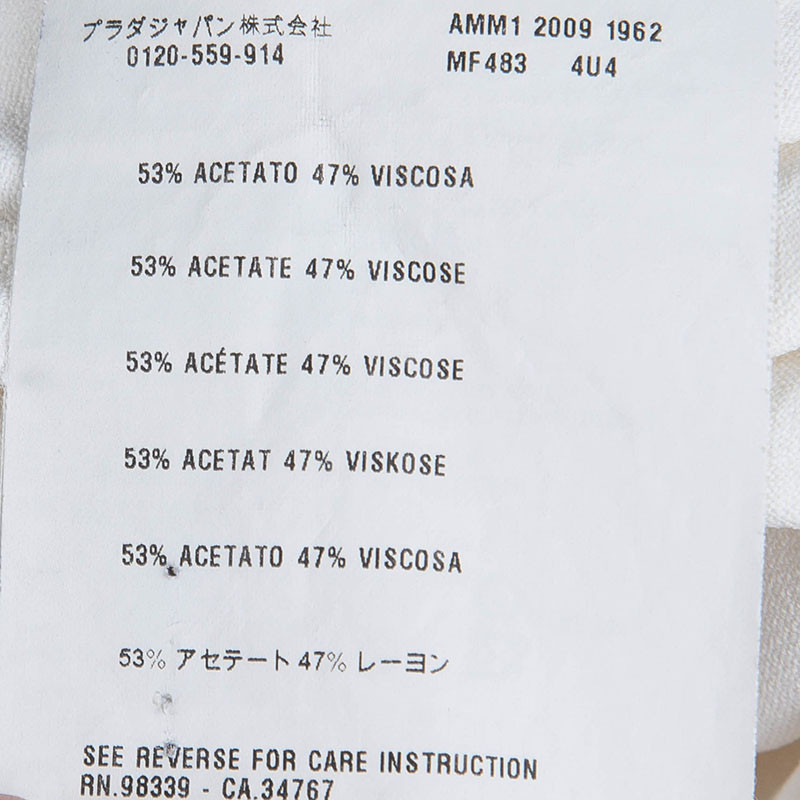 プラダジャパン株式会社
0120-559-914
AMM1 2009 1962
MF483 4U4
53% ACETATO 47% VISCOSA
53% ACETATE 47% VISCOSE
53% ACÉTATE 47% VISCOSE
53% ACETAT 47% VISKOSE
53% ACETATO 47% VISCOSA
53% アセテート 47% レーヨン
SEE REVERSE FOR CARE INSTRUCTION
RN.98339 - CA.34767